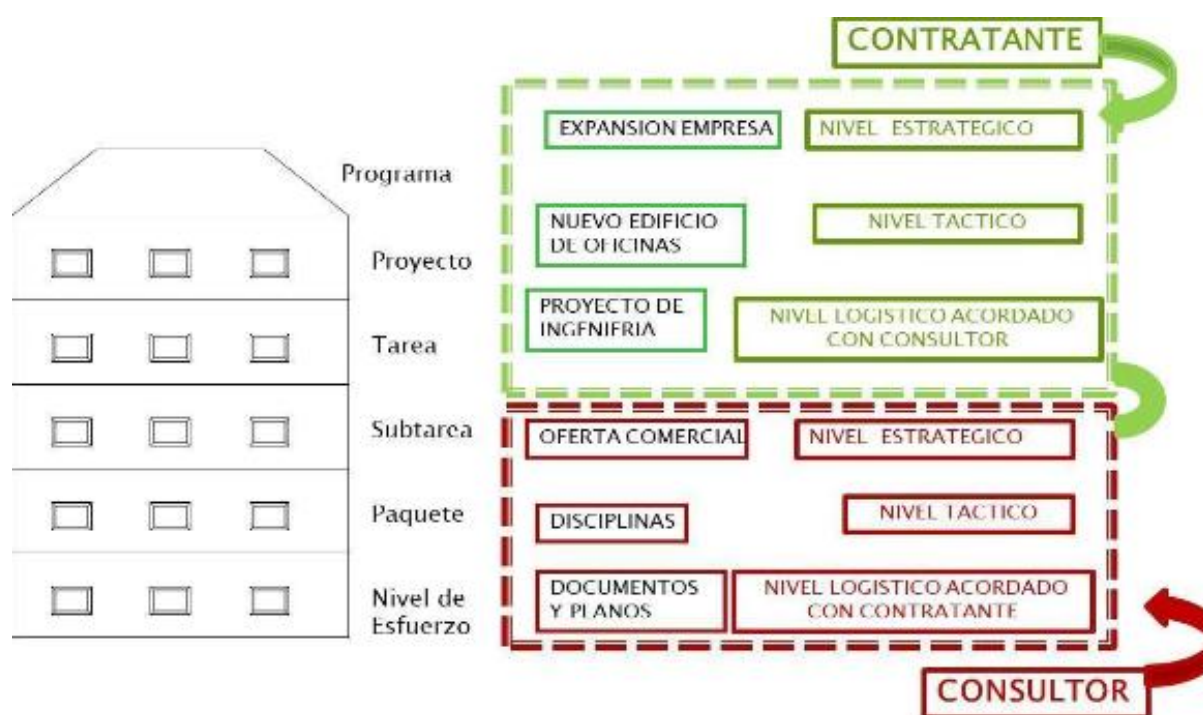 CONTRATANTE
EXPANSION EMPRESA
NIVEL ESTRATEGICO
Programa
NUEVO EDIFICIO
DE OFICINAS
NIVEL TACTICO
Proyecto
PROYECTO DE
INGENIERIA
NIVEL LOGISTICO ACORDADO
CON CONSULTOR
Tarea
Subtarea
OFERTA COMERCIAL
NIVEL ESTRATEGICO
Paquete
DISCIPLINAS
NIVEL TACTICO
Nivel de
Esfuerzo
DOCUMENTOS
Y PLANOS
NIVEL LOGISTICO ACORDADO
CON CONTRATANTE
CONSULTOR